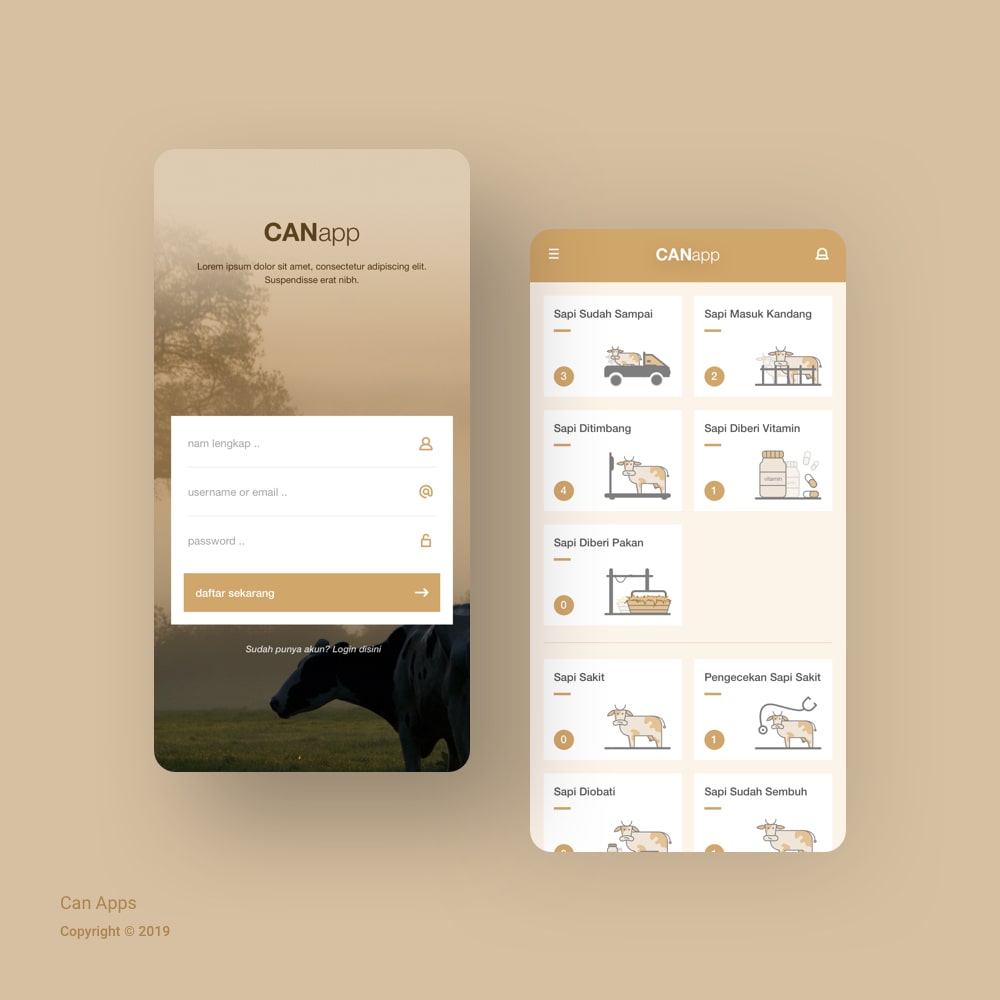 CANapp
Lorem ipsum dolor sit amet, consectetur adipiscing elit.
Suspendisse erat nibh.
nam lengkap ..
username or email ..
password ..
daftar sekarang
Sudah punya akun? Login disini
CANapp
Sapi Sudah Sampai
3
Sapi Masuk Kandang
2
Sapi Ditimbang
4
Sapi Diberi Vitamin
vitamin
1
Sapi Diberi Pakan
0
Sapi Sakit
0
Pengecekan Sapi Sakit
1
Sapi Diobati
Sapi Sudah Sembuh
Can Apps
Copyright © 2019